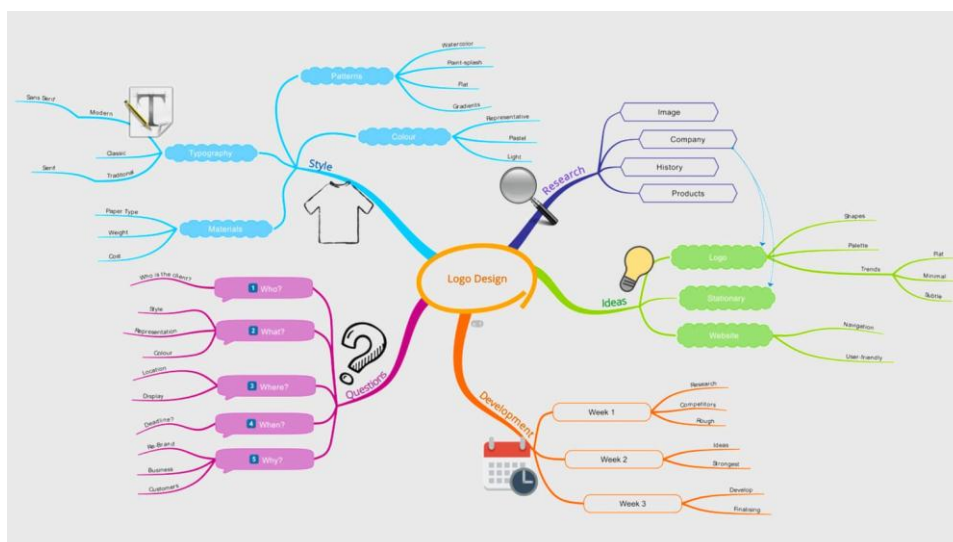 Logo Design
Style
Patterns
Watercolor
Paint-splash
Flat
Gradients
Colour
Representative
Pastel
Light
Typography
T
Modern
Sans Serif
Classic
Traditional
Serif
Materials
Paper Type
Weight
Cost
Research
Image
Company
History
Products
Ideas
Logo
Shapes
Palette
Trends
Flat
Minimal
Subtle
Stationary
Website
Navigation
User-friendly
Development
Week 1
Research
Competitors
Rough
Week 2
Ideas
Strongest
Week 3
Develop
Finalising
Questions
1 Who?
Who is the client?
2 What?
Style
Representation
Colour
3 Where?
Location
Display
4 When?
Deadline?
5 Why?
Re-Brand
Business
Customers